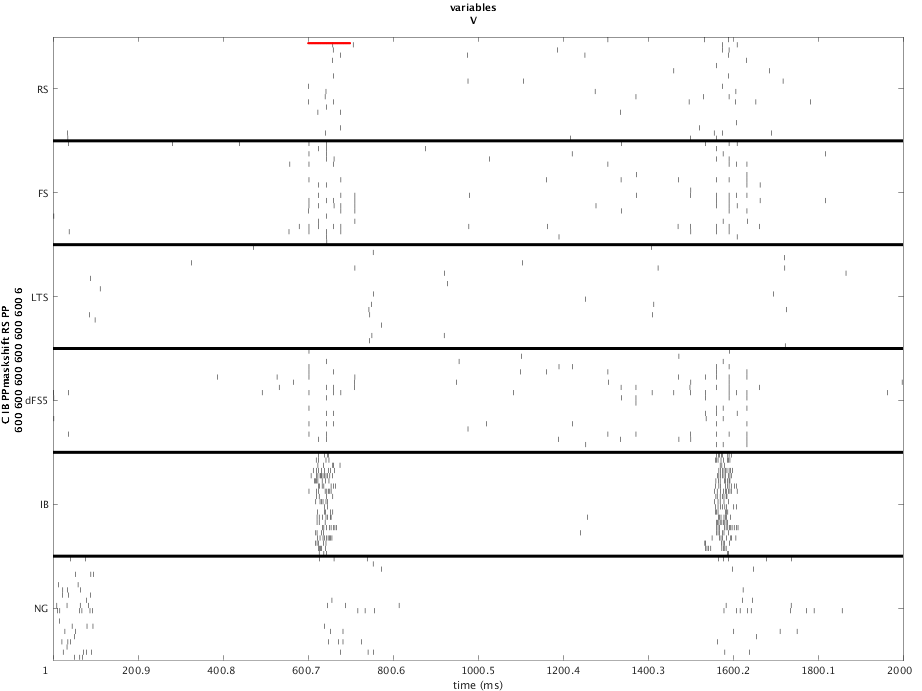 variables
V
C IB PPmaskshift RS PP
600 600 600 600 600 600 600 6
RS
FS
LTS
dFS5
IB
NG
1
200.9
400.8
600.7
800.6
1000.5
1200.4
1400.3
1600.2
1800.1
2000
time (ms)